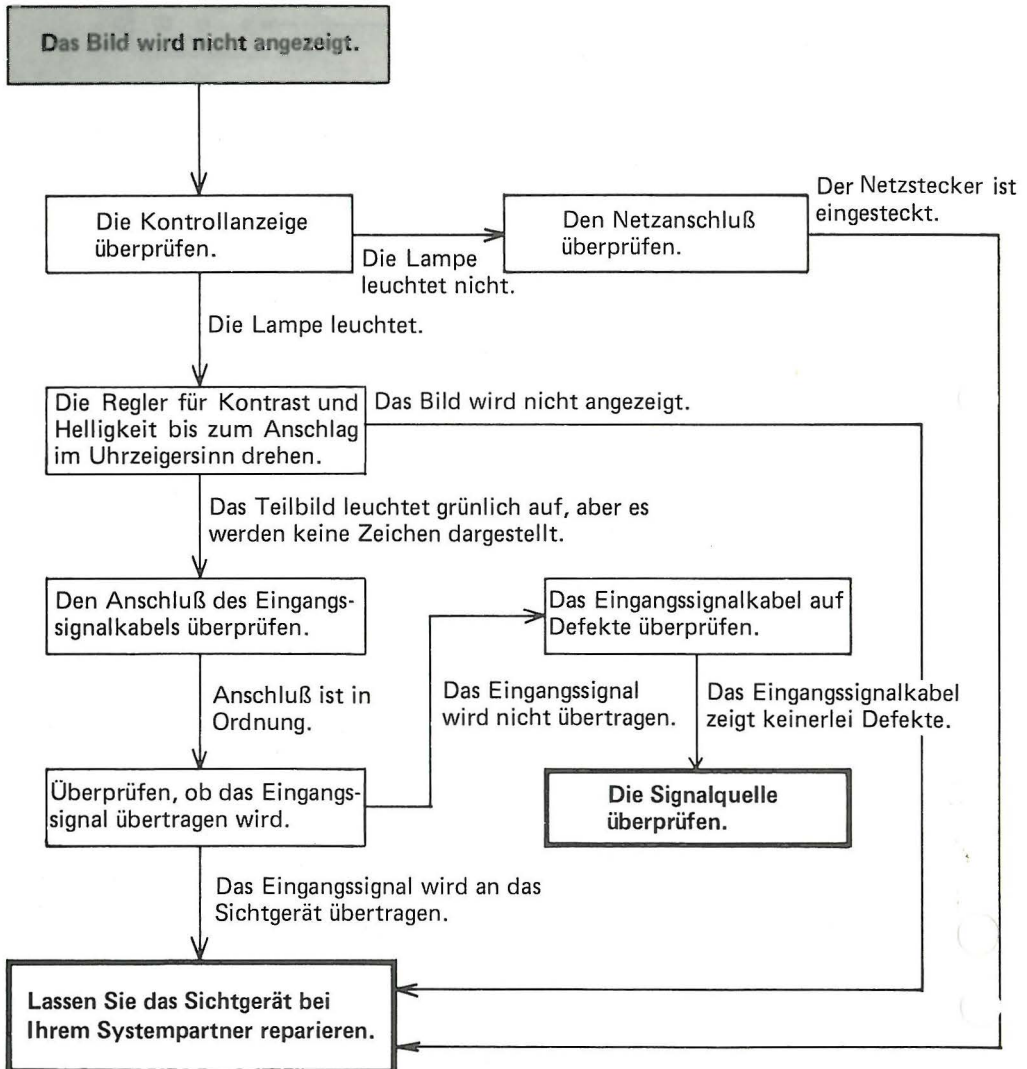 Das Bild wird nicht angezeigt.
Der Netzstecker ist
eingesteckt.
Die Kontrollanzeige
überprüfen.
Den Netzanschluß
überprüfen.
Die Lampe
leuchtet nicht.
Die Lampe leuchtet.
Die Regler für Kontrast und
Helligkeit bis zum Anschlag
im Uhrzeigersinn drehen.
Das Bild wird nicht angezeigt.
Das Teilbild leuchtet grünlich auf, aber es
werden keine Zeichen dargestellt.
Den Anschluß des Eingangs-
signalkabels überprüfen.
Das Eingangssignalkabel auf
Defekte überprüfen.
Anschluß ist in
Ordnung.
Das Eingangssignal
wird nicht übertragen.
Das Eingangssignalkabel
zeigt keinerlei Defekte.
Überprüfen, ob das Eingangs-
signal übertragen wird.
Die Signalquelle
überprüfen.
Das Eingangssignal wird an das
Sichtgerät übertragen.
Lassen Sie das Sichtgerät bei
Ihrem Systempartner reparieren.